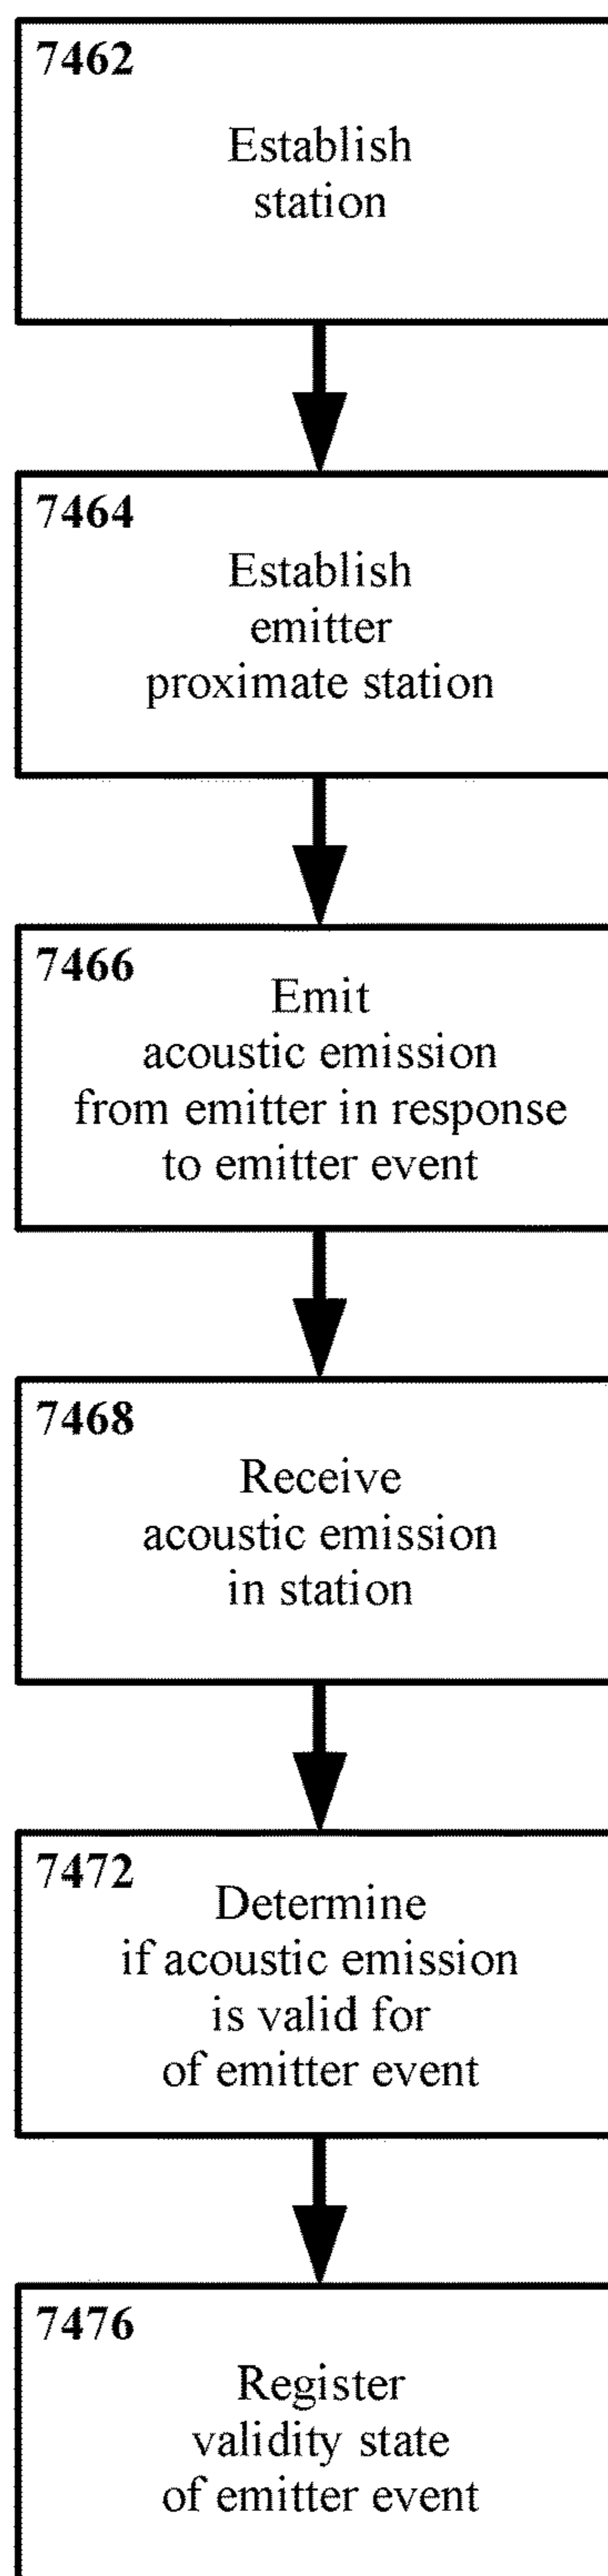 7462
Establish
station
7464
Establish
emitter
proximate station
7466
Emit
acoustic emission
from emitter in response
to emitter event
7468
Receive
acoustic emission
in station
7472
Determine
if acoustic emission
is valid for
of emitter event
7476
Register
validity state
of emitter event